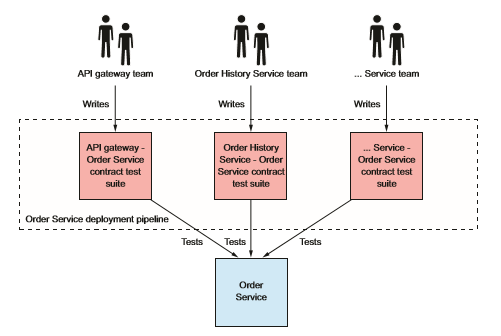 API gateway team
Order History Service team
... Service team
Writes
Writes
Writes
API gateway -
Order Service
contract test
suite
Order History
Service - Order
Service contract
test suite
... Service -
Order Service
contract test
suite
Order Service deployment pipeline
Tests
Tests
Tests
Order
Service